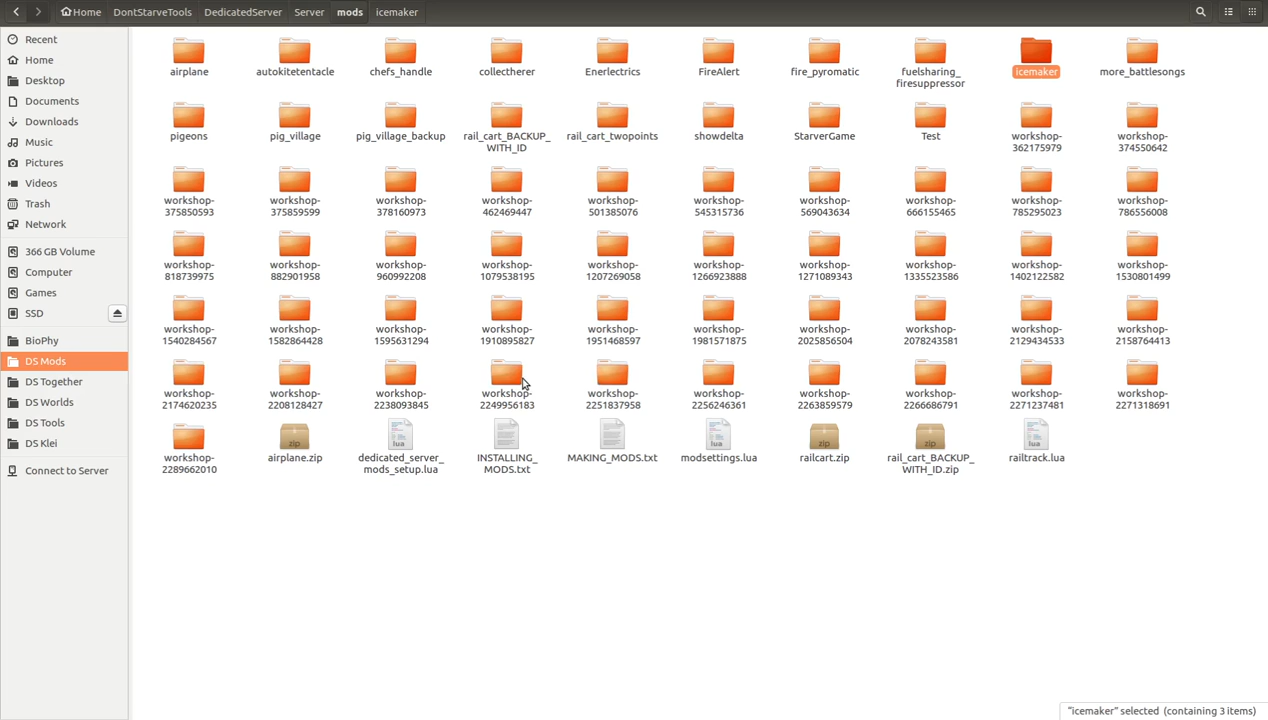 Home DontStarveTools DedicatedServer Server mods icemaker
Recent
Home
Desktop
Documents
Downloads
Music
Pictures
Videos
Trash
Network
366 GB Volume
Computer
Games
SSD
BioPhy
DS Mods
DS Together
DS Worlds
DS Tools
DS Klei
Connect to Server
airplane autokitetentacle chefs_handle collectherer Enerlectrics FireAlert fire_pyromatic fuelsharing_ icemaker more_battlesongs
firesuppressor
pigeons pig_village pig_village_backup rail_cart_BACKUP_ rail_cart_twopoints showdelta StarverGame Test workshop- workshop-
WITH_ID 362175979 374550642
workshop- workshop- workshop- workshop- workshop- workshop- workshop- workshop- workshop- workshop-
375850593 375859599 378160973 462469447 501385076 545315736 569043634 666155465 785295023 786556008
workshop- workshop- workshop- workshop- workshop- workshop- workshop- workshop- workshop- workshop-
818739975 882901958 960992208 1079538195 1207269058 1266923888 1271089343 1335523586 1402122582 1530801499
workshop- workshop- workshop- workshop- workshop- workshop- workshop- workshop- workshop- workshop-
1540284567 1582864428 1595631294 1910895827 1951468597 1981571875 2025856504 2078243581 2129434533 2158764413
workshop- workshop- workshop- workshop- workshop- workshop- workshop- workshop- workshop- workshop-
2174620235 2208128427 2238093845 2249956183 2251837958 2256246361 2263859579 2266686791 2271237481 2271318691
zip lua lua zip zip lua
workshop- airplane.zip dedicated_server_ INSTALLING_ MAKING_MODS.txt modsettings.lua railcart.zip rail_cart_BACKUP_ railtrack.lua
2289662010 mods_setup.lua MODS.txt WITH_ID.zip
"icemaker" selected (containing 3 items)